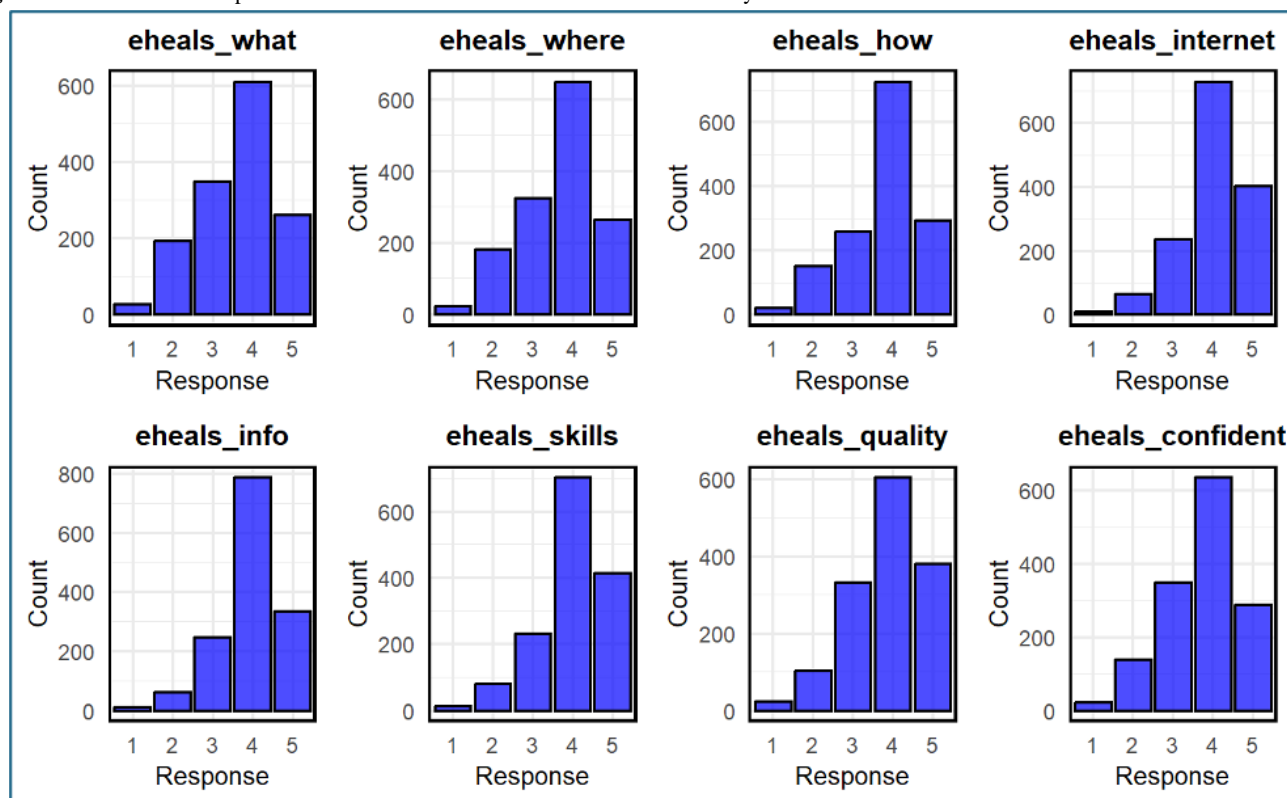 eheals_what
eheals_where
eheals_how
eheals_internet
600
400
200
0
Count
1 2 3 4 5
Response
600
400
200
0
Count
1 2 3 4 5
Response
600
400
200
0
Count
1 2 3 4 5
Response
600
400
200
0
Count
1 2 3 4 5
Response
eheals_info
eheals_skills
eheals_quality
eheals_confident
800
600
400
200
0
Count
1 2 3 4 5
Response
600
400
200
0
Count
1 2 3 4 5
Response
600
400
200
0
Count
1 2 3 4 5
Response
600
400
200
0
Count
1 2 3 4 5
Response